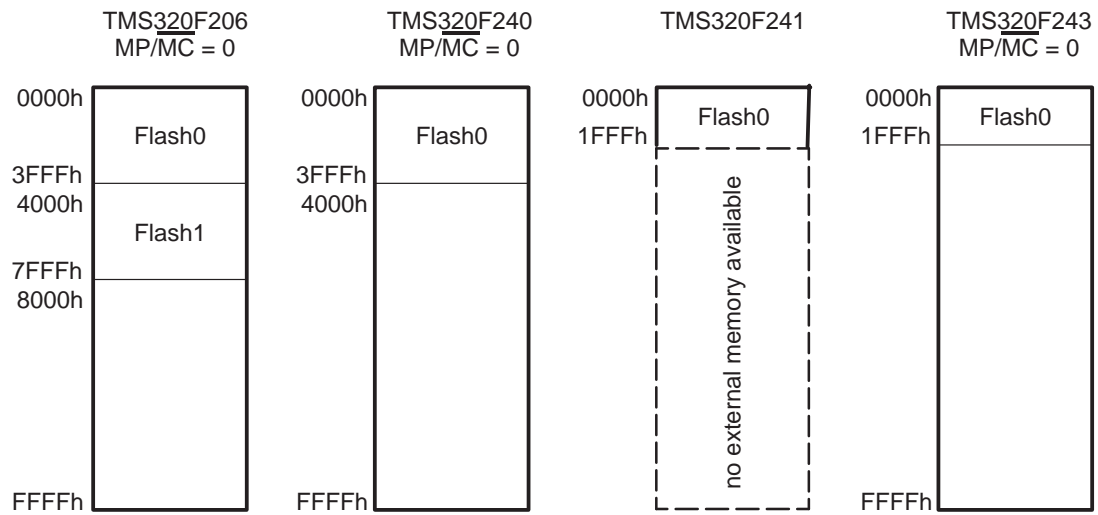 TMS320F206
MP/MC = 0
0000h
Flash0
3FFFh
4000h
Flash1
7FFFh
8000h
FFFFh
TMS320F240
MP/MC = 0
0000h
Flash0
3FFFh
4000h
FFFFh
TMS320F241
0000h
Flash0
1FFFh
no external memory available
TMS320F243
MP/MC = 0
0000h
Flash0
1FFFh
FFFFh